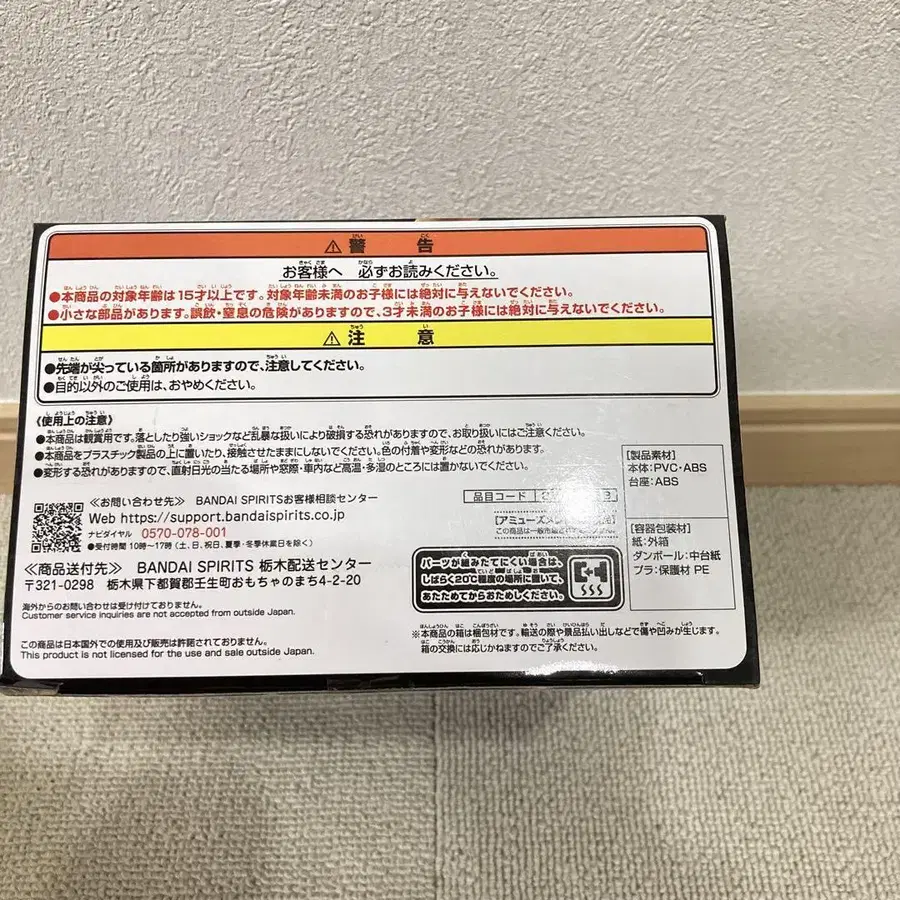 ⚠警告
お客様へ 必ずお読みください。
●本商品の対象年齢は15才以上です。対象年齢未満のお子様には絶対に与えないでください。
●小さな部品があります。誤飲・窒息の危険がありますので、3才未満のお子様には絶対に与えないでください。
⚠注意
●先端が尖っている箇所がありますので、注意してください。
●目的以外のご使用は、おやめください。
《使用上の注意》
●本商品は観賞用です。落としたり強いショックなど乱暴な扱いにより破損する恐れがありますので、お取り扱いにはご注意ください。
●本商品をプラスチック製品の上に置いたり、接触させたままにしないでください。色の付着や変形などの恐れがあります。
●変形する恐れがありますので、直射日光の当たる場所や窓際・車内など高温・多湿のところには置かないでください。
≪お問い合わせ先≫ BANDAI SPIRITSお客様相談センター
Web https://support.bandaispirits.co.jp
ナビダイヤル 0570-078-001
●受付時間 10時〜17時(土、日、祝日、夏季・冬季休業日を除く)
≪商品送付先≫ BANDAI SPIRITS 栃木配送センター
〒321-0298 栃木県下都賀郡壬生町おもちゃのまち4-2-20
海外からのお問い合わせは受け付けておりません。
Customer service inquiries are not accepted from outside Japan.
この商品は日本国外での使用及び販売は許諾されておりません。
This product is not licensed for the use and sale outside Japan.
品目コード
[アミューズメント
この商品は一般市販
パーツが組みたてにくい場合は、
しばらく20℃程度の場所に置いて、
あたためてからおためしください。
※本商品の箱は梱包材です。輸送の際や景品払い出しなどで傷や凹みが生じます。
箱の交換には応じかねますのでご了承ください。
[製品素材]
本体:PVC・ABS
台座:ABS
[容器包装材]
紙:外箱
ダンボール:中台紙
プラ:保護材 PE